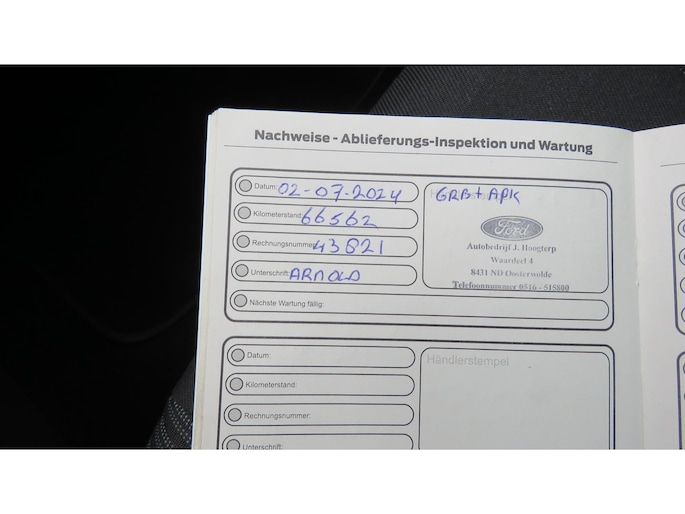 Nachweise - Ablieferungs-Inspektion und Wartung
Datum: 02-07-2024
Kilometerstand: 66562
Rechnungsnummer: 43821
Unterschrift: ARNOLD
Nächste Wartung fällig:
GRB+ APK
Ford
Autobedrijf J. Hoogterp
Waardeel 4
8431 ND Oosterwolde
Telefoonnummer 0516 - 515800
Datum:
Kilometerstand:
Rechnungsnummer:
Unterschrift:
Händlerstempel